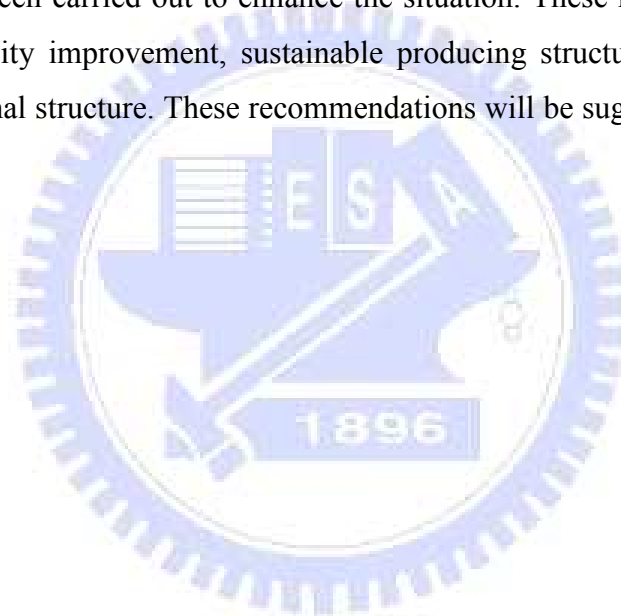 een carried out to enhance the situation. These
ity improvement, sustainable producing structu
nal structure. These recommendations will be sug
E S A
1896